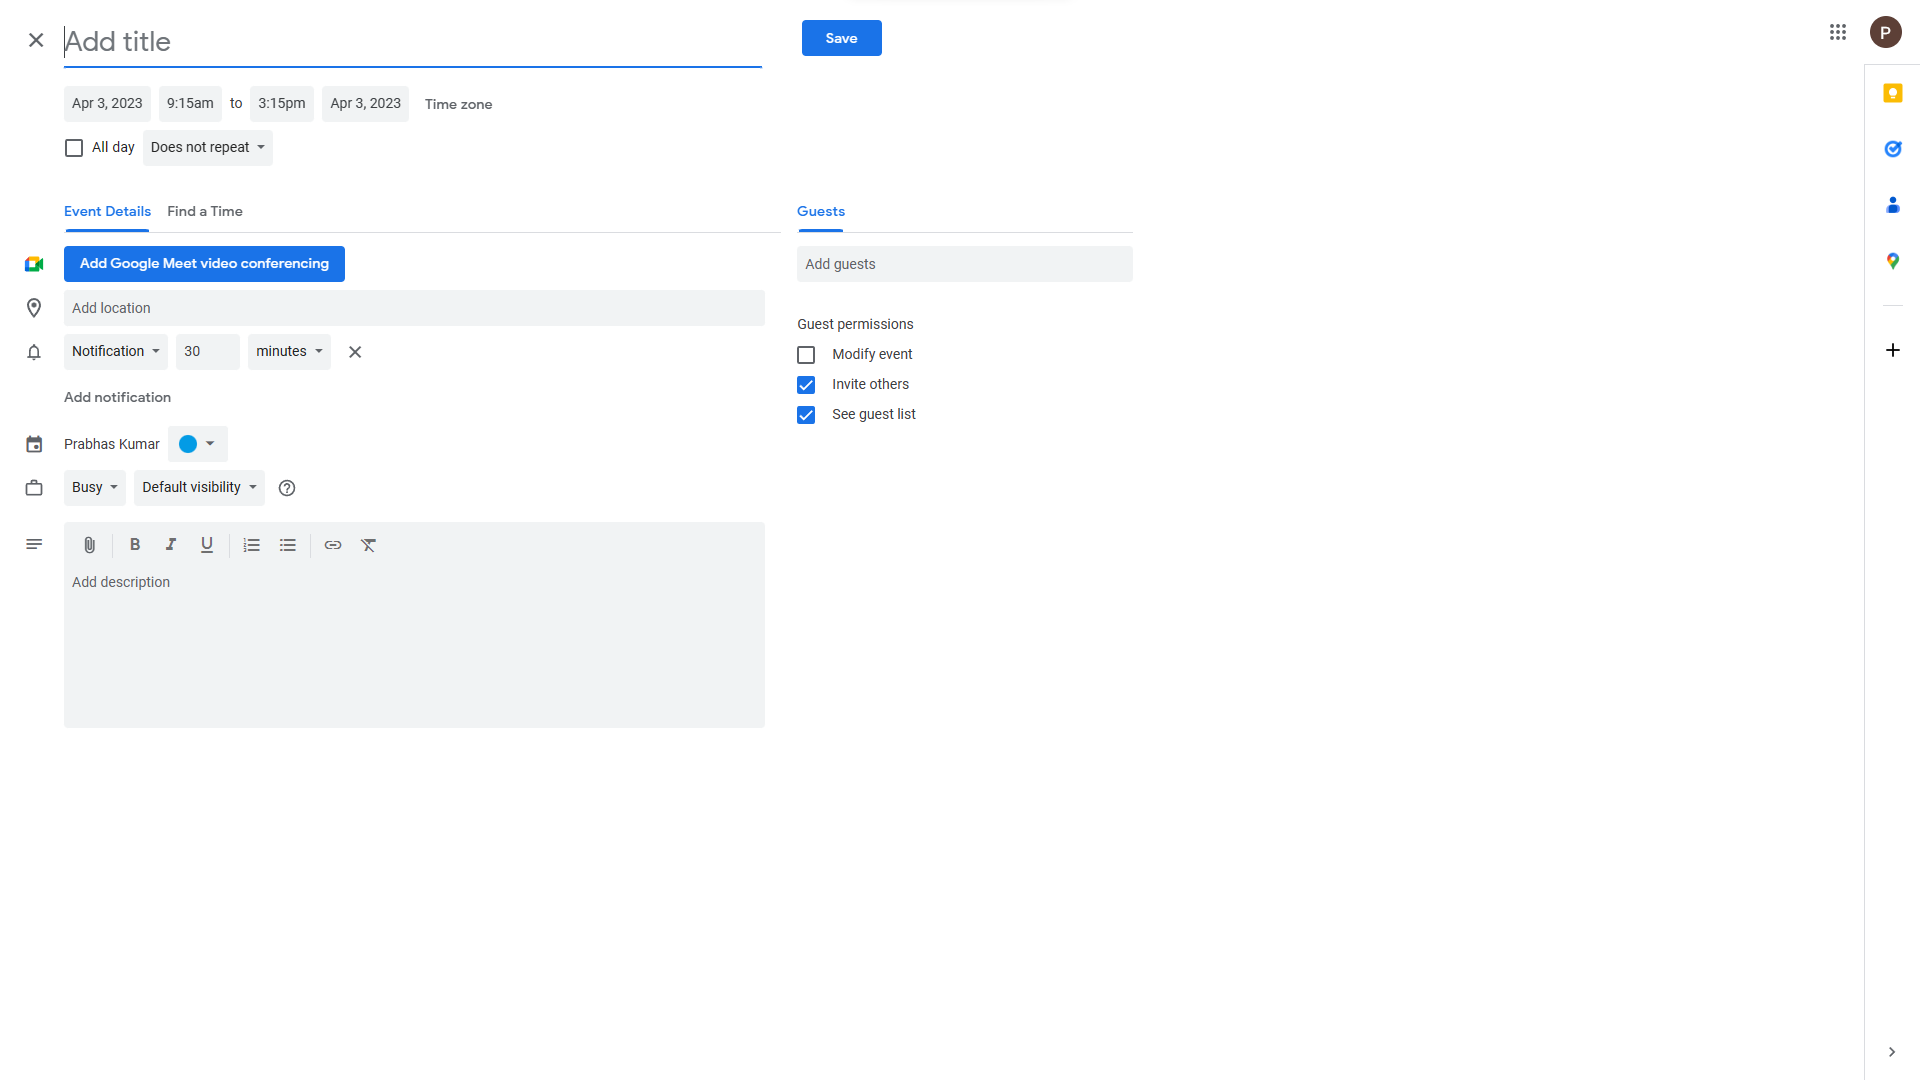 Add title
Save
P
Apr 3, 2023 9:15am to 3:15pm Apr 3, 2023 Time zone
All day Does not repeat
Event Details Find a Time
Guests
Add Google Meet video conferencing
Add guests
Add location
Notification 30 minutes
Guest permissions
Modify event
Invite others
See guest list
Add notification
Prabhas Kumar
Busy Default visibility
Add description